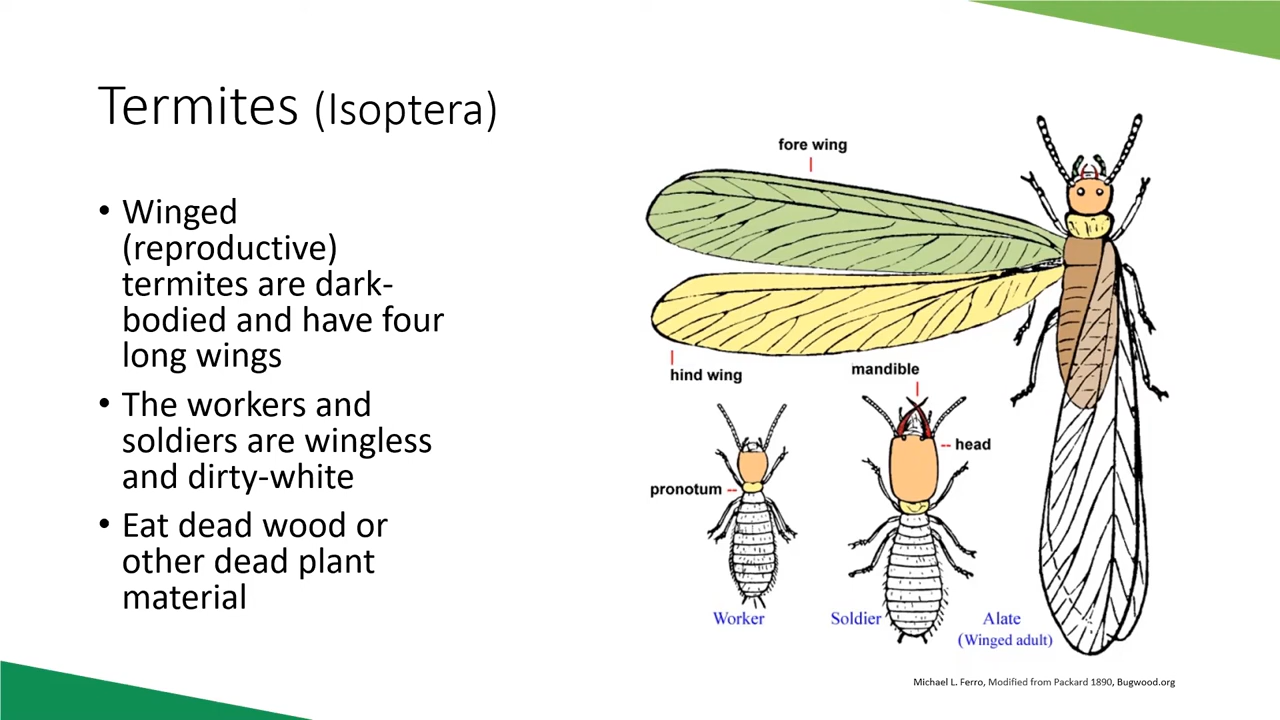 Termites (Isoptera)
• Winged
(reproductive)
termites are dark-
bodied and have four
long wings
• The workers and
soldiers are wingless
and dirty-white
• Eat dead wood or
other dead plant
material
fore wing
hind wing
mandible
head
pronotum
Worker
Soldier
Alate
(Winged adult)
Michael L. Ferro, Modified from Packard 1890, Bugwood.org